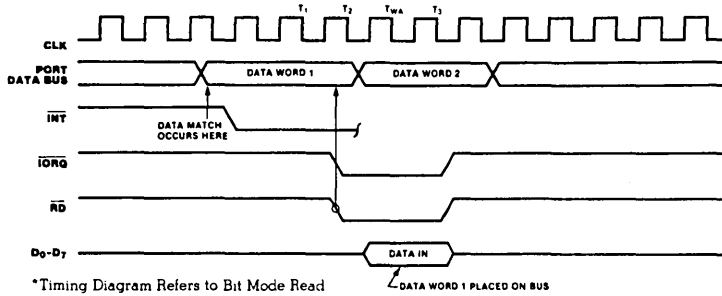 T1 T2 TWA T3
CLK
PORT
DATA BUS
DATA WORD 1 DATA WORD 2
INT
DATA MATCH
OCCURS HERE
IORQ
RD
D0-D7
DATA IN
*Timing Diagram Refers to Bit Mode Read
DATA WORD 1 PLACED ON BUS